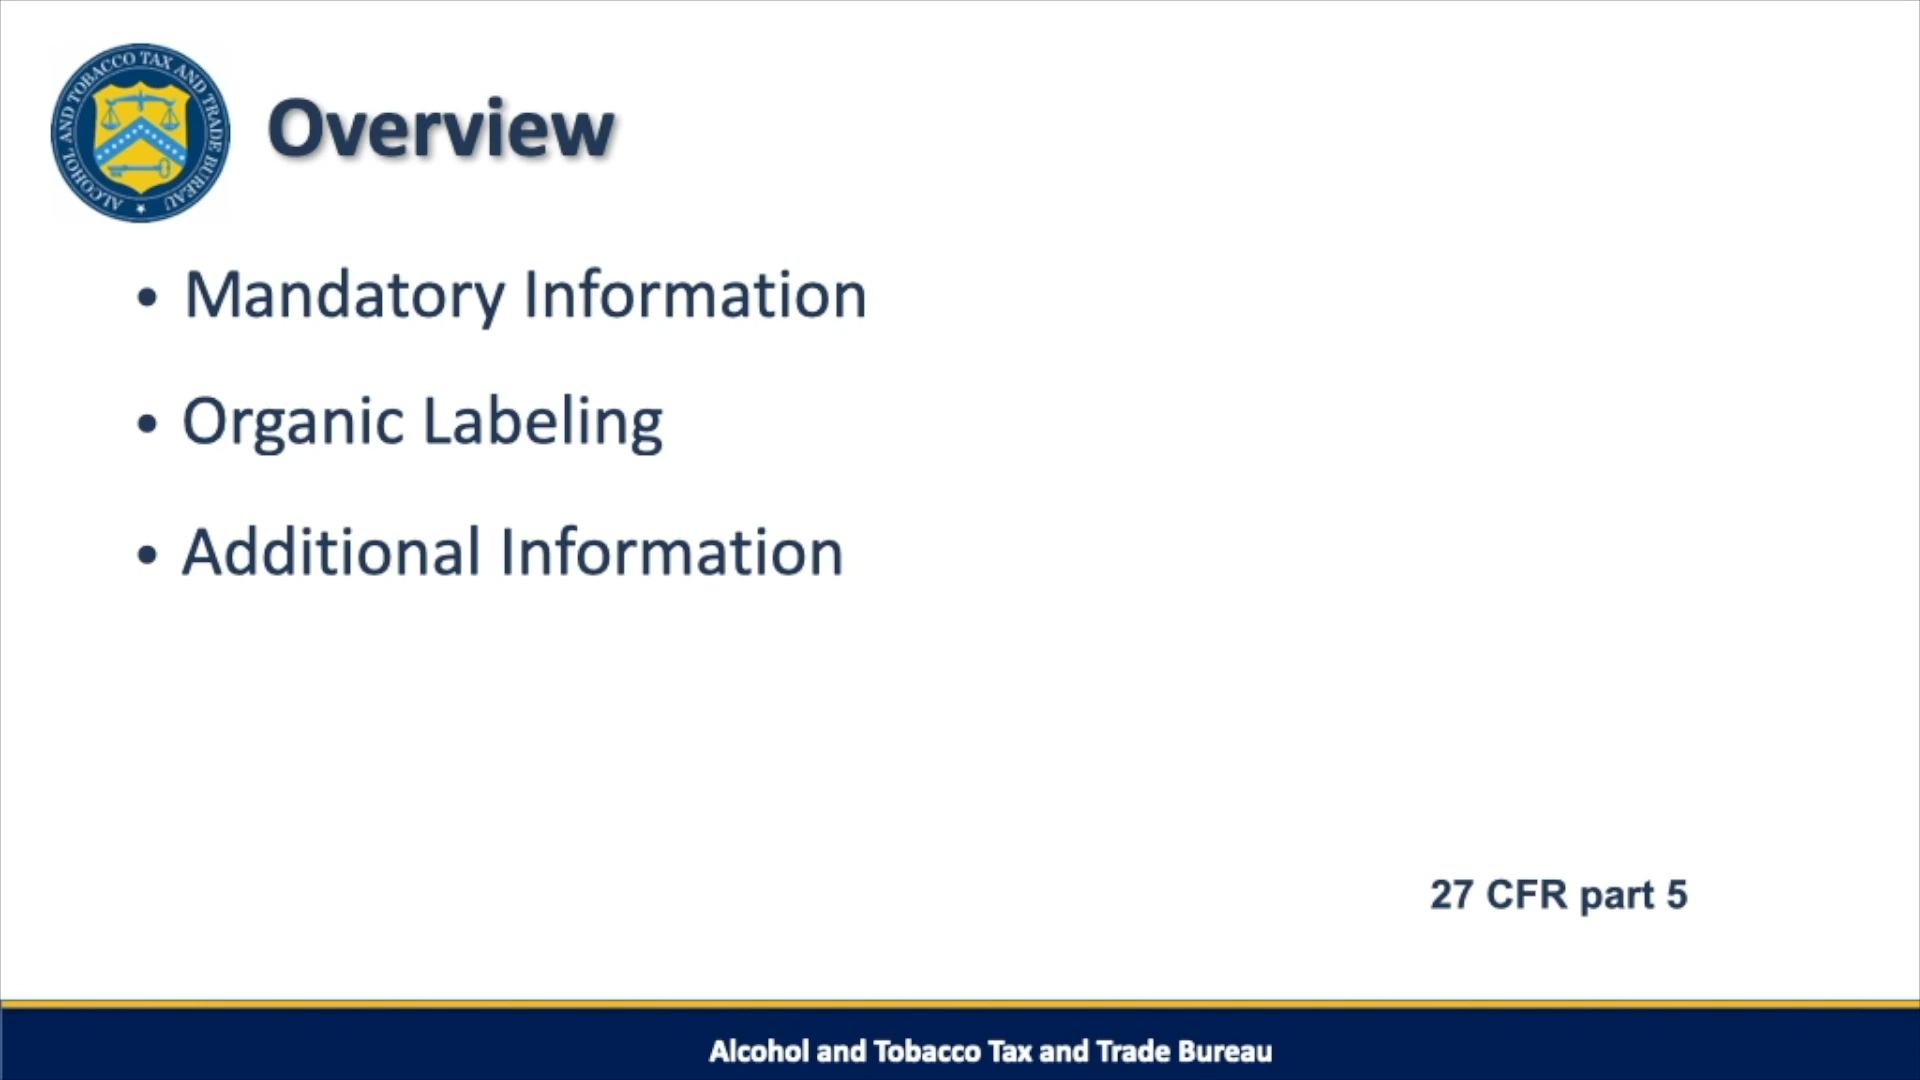 ALCOHOL AND TOBACCO TAX AND TRADE BUREAU
Overview
• Mandatory Information
• Organic Labeling
• Additional Information
27 CFR part 5
Alcohol and Tobacco Tax and Trade Bureau